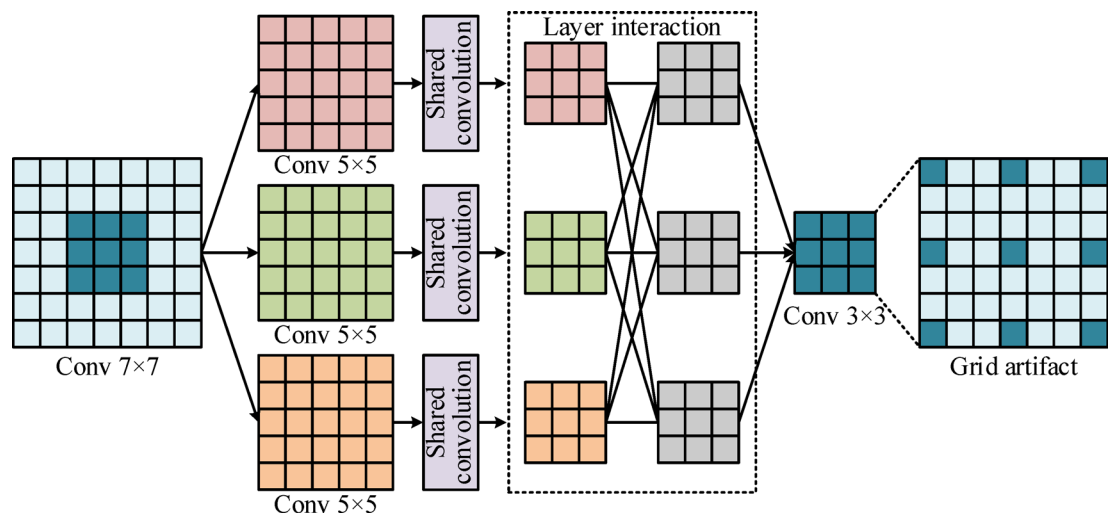 Layer interaction
Shared
convolution
Conv 5×5
Shared
convolution
Conv 7×7
Conv 5×5
Conv 3×3
Grid artifact
Shared
convolution
Conv 5×5